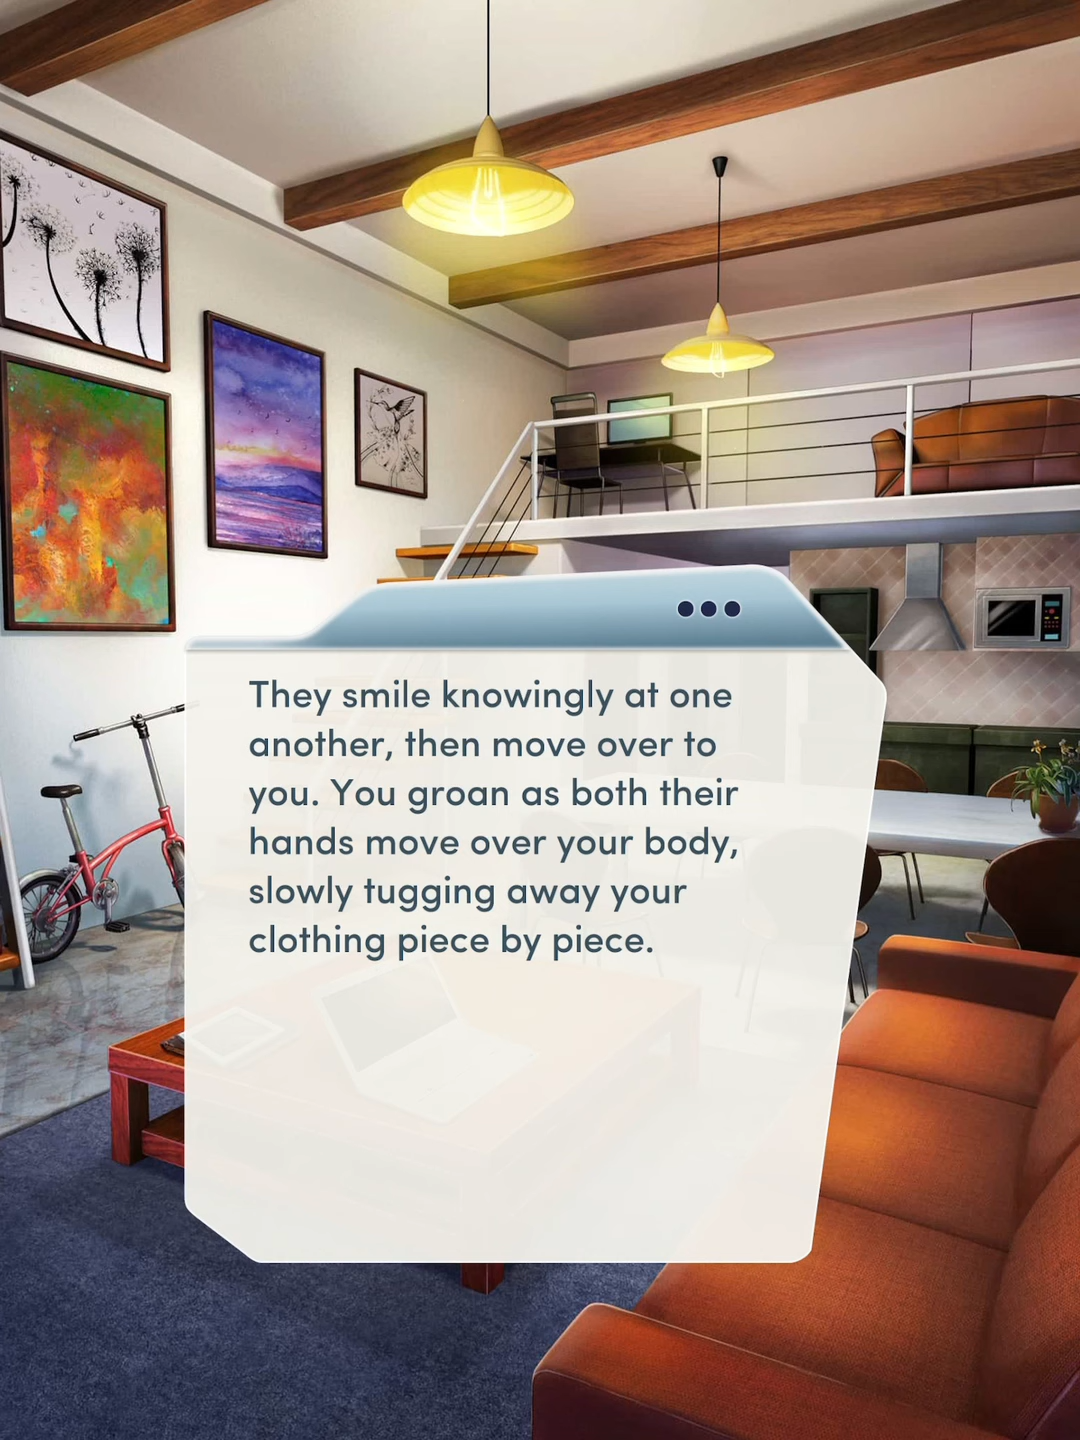 They smile knowingly at one
another, then move over to
you. You groan as both their
hands move over your body,
slowly tugging away your
clothing piece by piece.